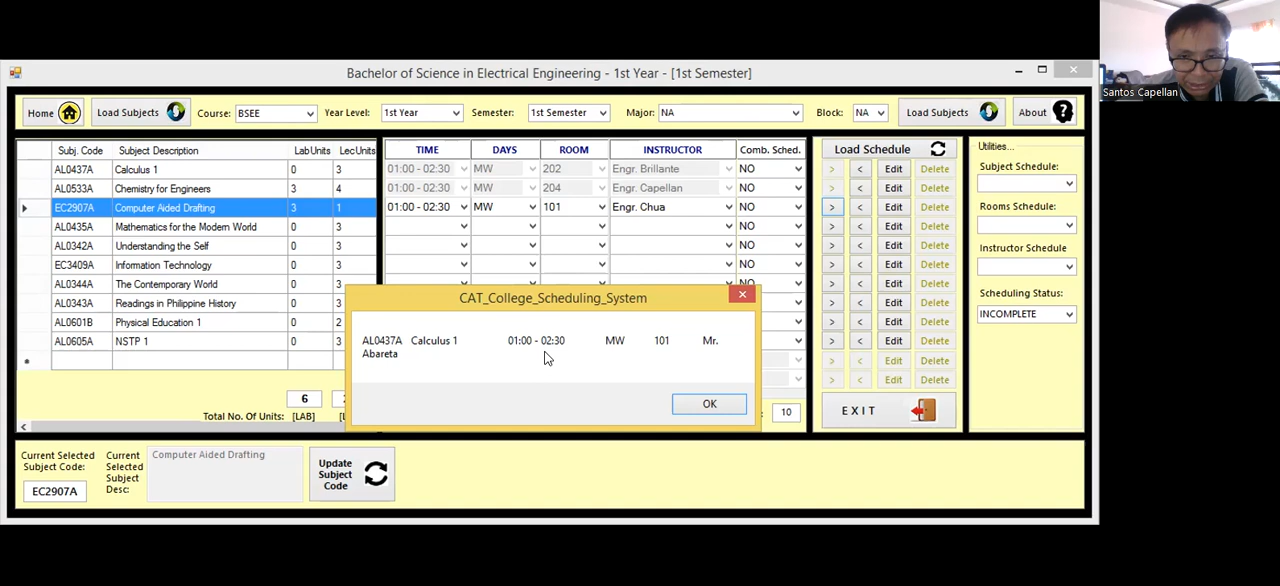 Santos Capellan
Bachelor of Science in Electrical Engineering - 1st Year - [1st Semester]
Home Load Subjects Course: BSEE Year Level: 1st Year Semester: 1st Semester Major: NA Block: NA Load Subjects About ?
Subj. Code Subject Description LabUnits LecUnits TIME DAYS ROOM INSTRUCTOR Comb. Sched. Load Schedule Utilities...
AL0437A Calculus 1 0 3 01:00 - 02:30 MW 202 Engr. Brillante NO > < Edit Delete Subject Schedule:
AL0533A Chemistry for Engineers 3 4 01:00 - 02:30 MW 204 Engr. Capellan NO > < Edit Delete
EC2907A Computer Aided Drafting 3 1 01:00 - 02:30 MW 101 Engr. Chua NO > < Edit Delete Rooms Schedule:
AL0435A Mathematics for the Modern World 0 3 NO > < Edit Delete
AL0342A Understanding the Self 0 3 NO > < Edit Delete Instructor Schedule
EC3409A Information Technology 0 3 NO > < Edit Delete
AL0344A The Contemporary World 0 3 NO > < Edit Delete Scheduling Status:
AL0343A Readings in Philippine History 0 3 > < Edit Delete INCOMPLETE
AL0601B Physical Education 1 0 2 > < Edit Delete
AL0605A NSTP 1 0 3 > < Edit Delete
> < Edit Delete
> < Edit Delete
CAT_College_Scheduling_System
AL0437A Calculus 1 01:00 - 02:30 MW 101 Mr.
Abareta
OK
6
Total No. Of Units: [LAB]
10
EXIT
Current Selected
Subject Code:
EC2907A
Current
Selected
Subject
Desc:
Computer Aided Drafting
Update
Subject
Code